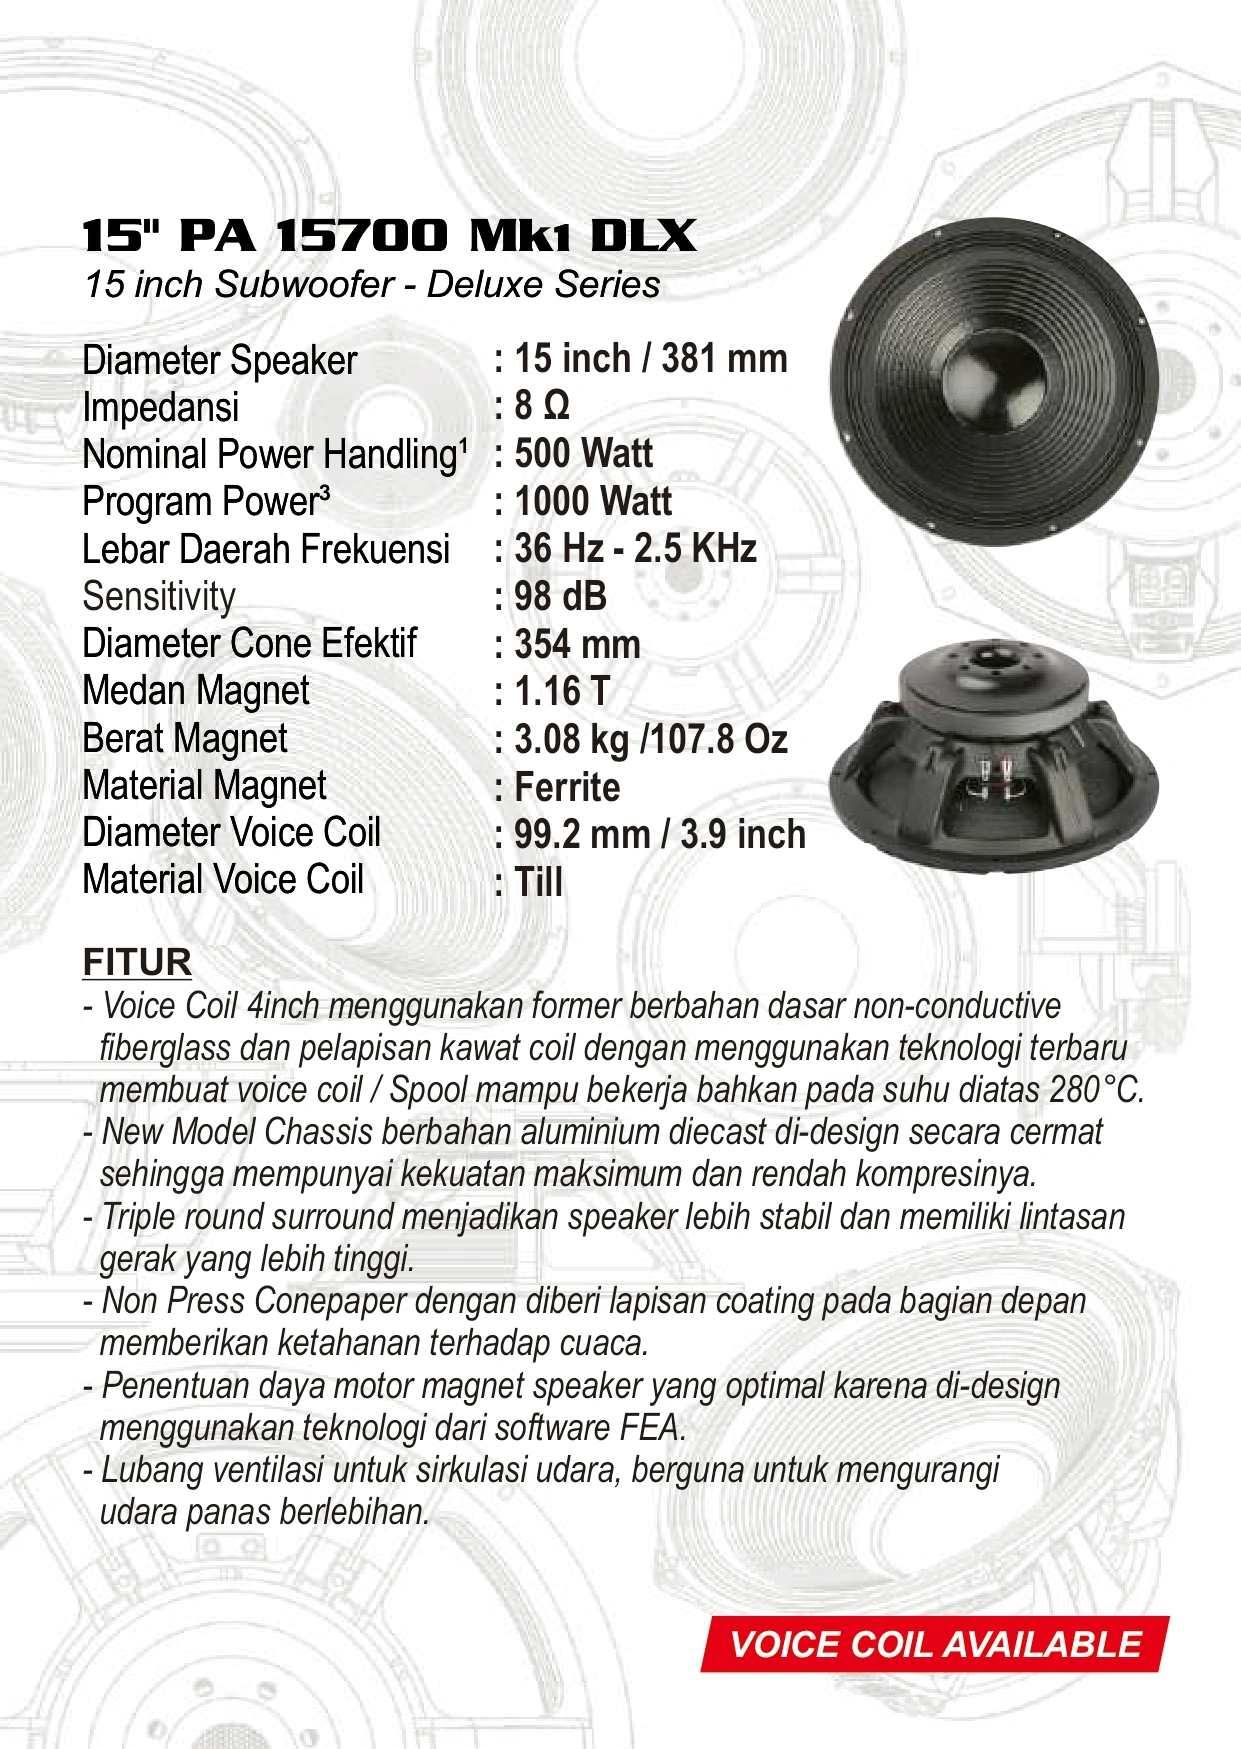 15" PA 15700 Mk1 DLX
15 inch Subwoofer - Deluxe Series
Diameter Speaker : 15 inch / 381 mm
Impedansi : 8 Ω
Nominal Power Handling¹ : 500 Watt
Program Power³ : 1000 Watt
Lebar Daerah Frekuensi : 36 Hz - 2.5 KHz
Sensitivity : 98 dB
Diameter Cone Efektif : 354 mm
Medan Magnet : 1.16 T
Berat Magnet : 3.08 kg /107.8 Oz
Material Magnet : Ferrite
Diameter Voice Coil : 99.2 mm / 3.9 inch
Material Voice Coil : Till
FITUR
- Voice Coil 4inch menggunakan former berbahan dasar non-conductive
fiberglass dan pelapisan kawat coil dengan menggunakan teknologi terbaru
membuat voice coil / Spool mampu bekerja bahkan pada suhu diatas 280°C.
- New Model Chassis berbahan aluminium diecast di-design secara cermat
sehingga mempunyai kekuatan maksimum dan rendah kompresinya.
- Triple round surround menjadikan speaker lebih stabil dan memiliki lintasan
gerak yang lebih tinggi.
- Non Press Conepaper dengan diberi lapisan coating pada bagian depan
memberikan ketahanan terhadap cuaca.
- Penentuan daya motor magnet speaker yang optimal karena di-design
menggunakan teknologi dari software FEA.
- Lubang ventilasi untuk sirkulasi udara, berguna untuk mengurangi
udara panas berlebihan.
VOICE COIL AVAILABLE